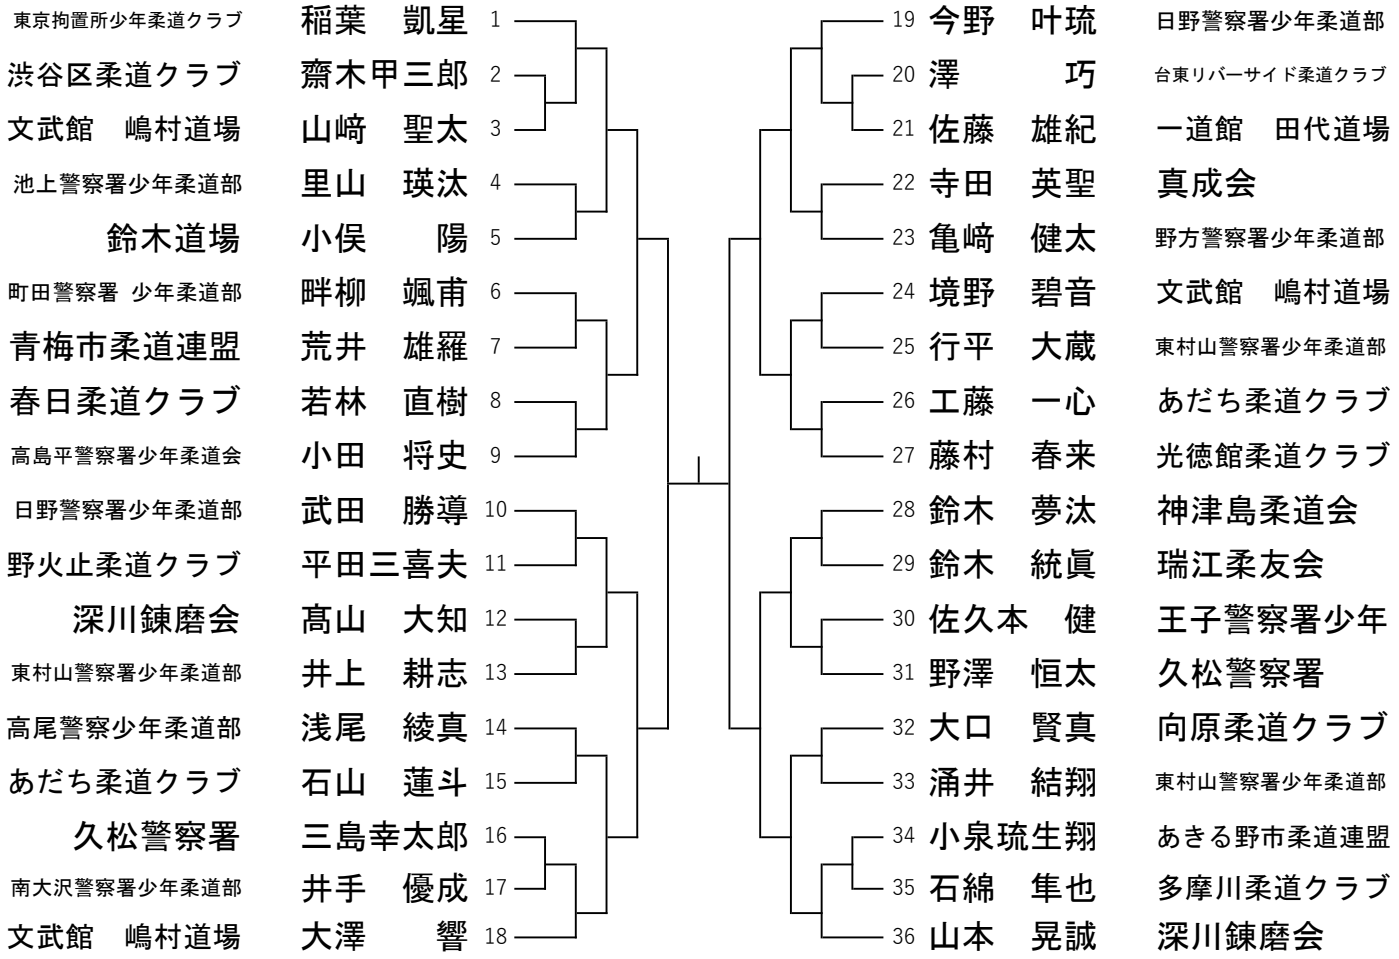 東京拘置所少年柔道クラブ 稲葉 凱星 1
渋谷区柔道クラブ 齋木甲三郎 2
文武館 嶋村道場 山﨑 聖太 3
池上警察署少年柔道部 里山 瑛汰 4
鈴木道場 小俣 陽 5
町田警察署 少年柔道部 畔柳 颯甫 6
青梅市柔道連盟 荒井 雄羅 7
春日柔道クラブ 若林 直樹 8
高島平警察署少年柔道会 小田 将史 9
日野警察署少年柔道部 武田 勝導 10
野火止柔道クラブ 平田三喜夫 11
深川錬磨会 髙山 大知 12
東村山警察署少年柔道部 井上 耕志 13
高尾警察少年柔道部 浅尾 綾真 14
あだち柔道クラブ 石山 蓮斗 15
久松警察署 三島幸太郎 16
南大沢警察署少年柔道部 井手 優成 17
文武館 嶋村道場 大澤 響 18
19 今野 叶琉 日野警察署少年柔道部
20 澤 巧 台東リバーサイド柔道クラブ
21 佐藤 雄紀 一道館 田代道場
22 寺田 英聖 真成会
23 亀﨑 健太 野方警察署少年柔道部
24 境野 碧音 文武館 嶋村道場
25 行平 大蔵 東村山警察署少年柔道部
26 工藤 一心 あだち柔道クラブ
27 藤村 春来 光徳館柔道クラブ
28 鈴木 夢汰 神津島柔道会
29 鈴木 統眞 瑞江柔友会
30 佐久本 健 王子警察署少年
31 野澤 恒太 久松警察署
32 大口 賢真 向原柔道クラブ
33 涌井 結翔 東村山警察署少年柔道部
34 小泉琉生翔 あきる野市柔道連盟
35 石綿 隼也 多摩川柔道クラブ
36 山本 晃誠 深川錬磨会